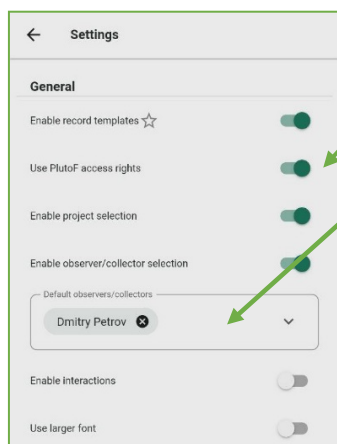 Settings
General
Enable record templates
Use PlutoF access rights
Enable project selection
Enable observer/collector selection
Default observers/collectors
Dmitry Petrov
Enable interactions
Use larger font